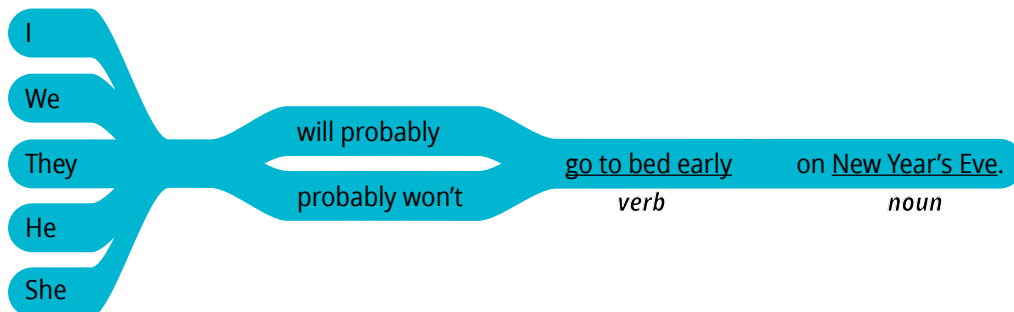 I
We
They
He
She
will probably
probably won't
go to bed early on New Year's Eve.
verb noun